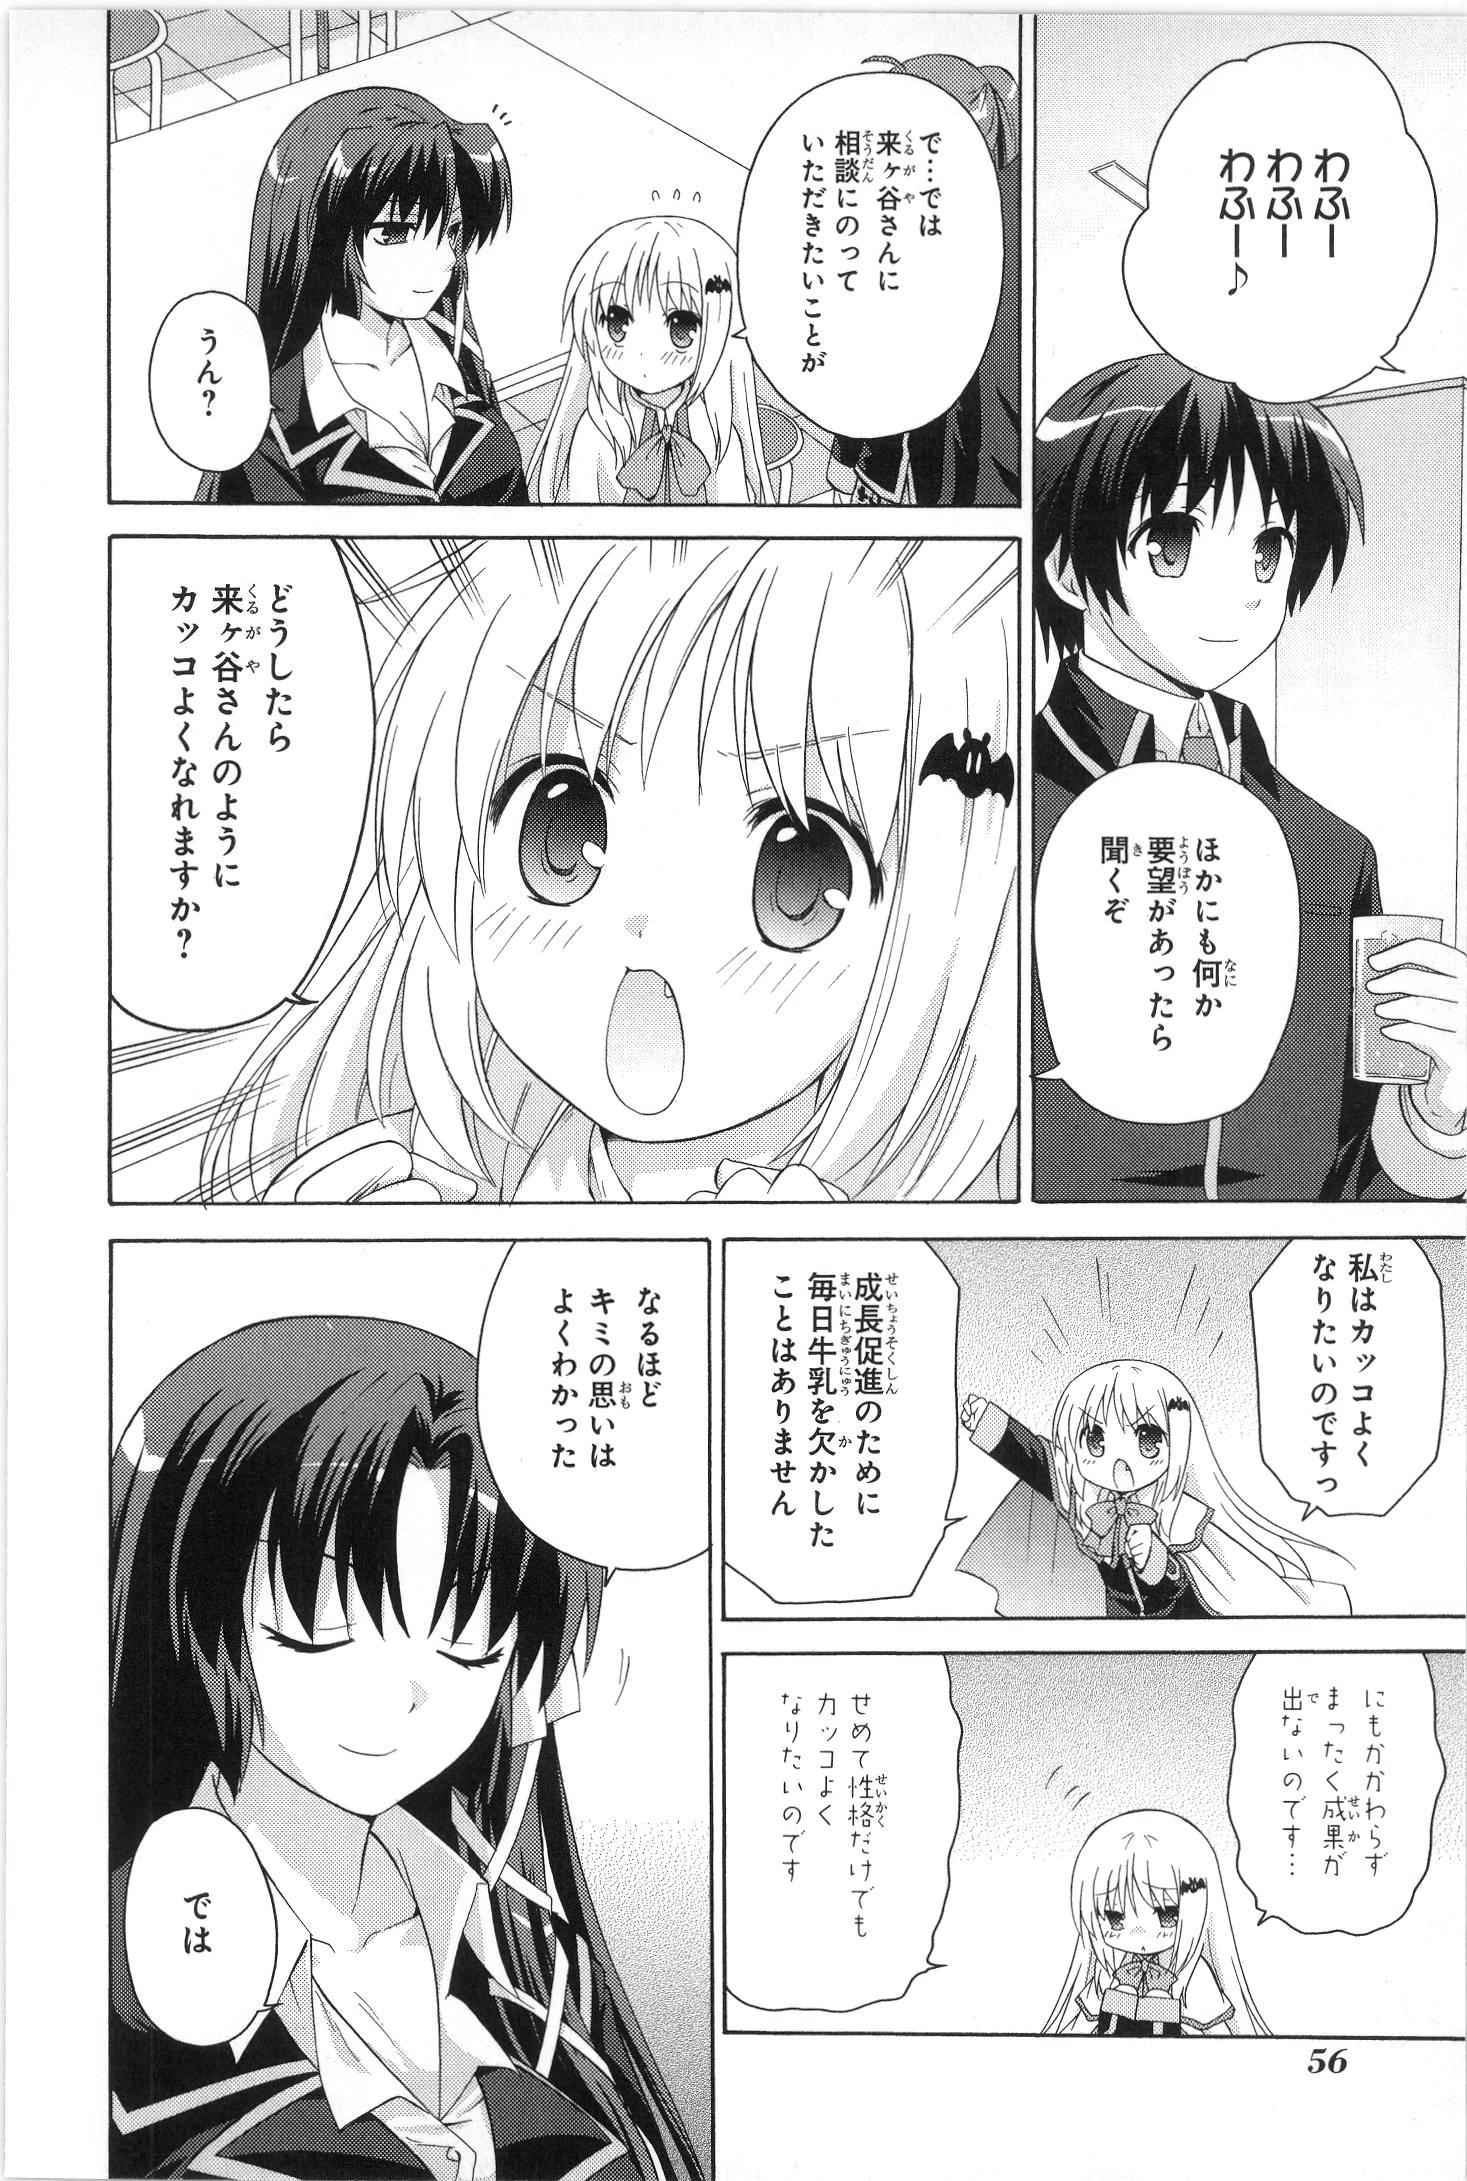 わふー
わふー
わふー♪
ほかにも何か
要望があったら
聞くぞ
で…では
来ヶ谷さんに
相談にのって
いただきたいことが
うん？
どうしたら
来ヶ谷さんのように
カッコよくなれますか？
私はカッコよく
なりたいのですっ
成長促進のために
毎日牛乳を欠かした
ことはありません
にもかかわらず
まったく成果が
出ないのです…
せめて性格だけでも
カッコよく
なりたいのです
なるほど
キミの思いは
よくわかった
では
56